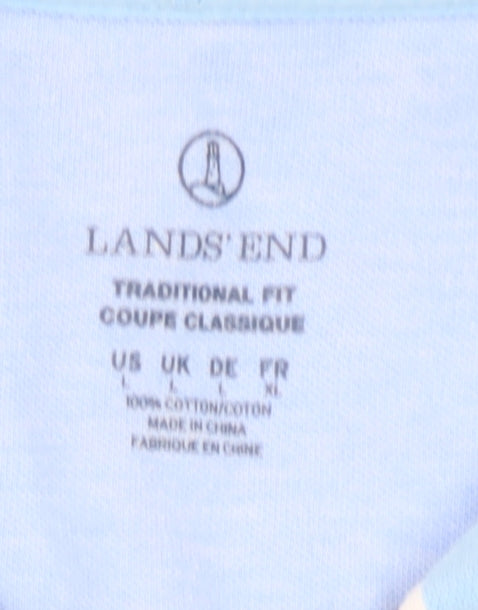 LANDS' END
TRADITIONAL FIT
COUPE CLASSIQUE
US UK DE FR
L L L XL
100% COTTON/COTON
MADE IN CHINA
FABRIQUE EN CHINE